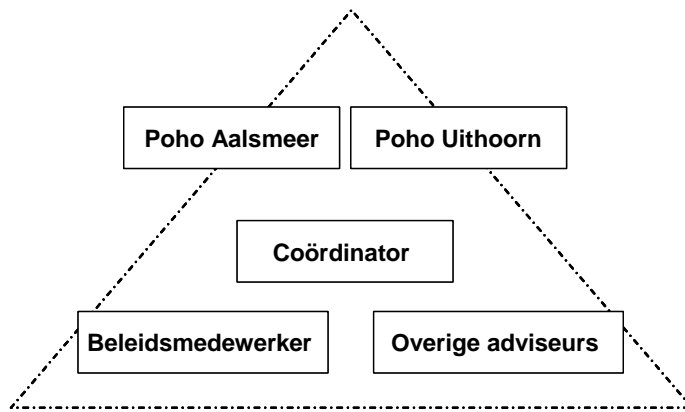 Poho Aalsmeer
Poho Uithoorn
Coördinator
Beleidsmedewerker
Overige adviseurs